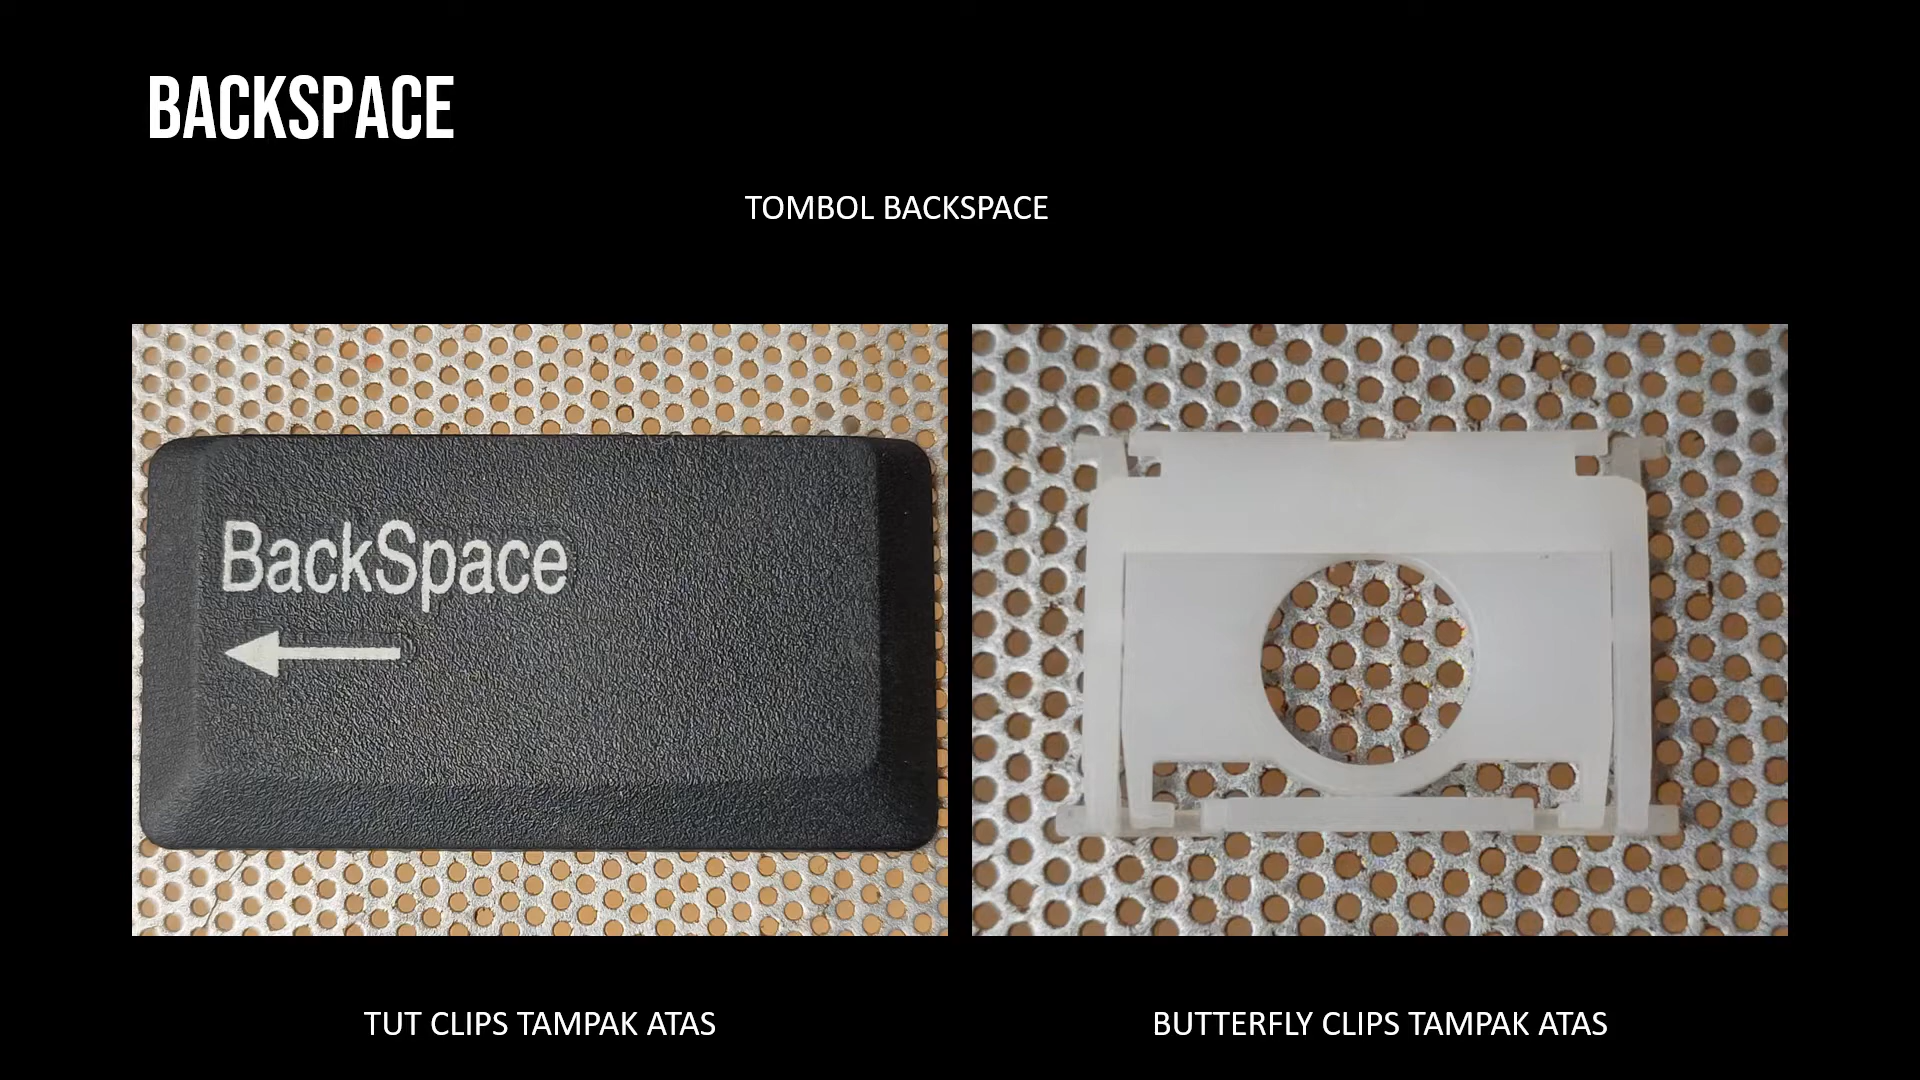 BACKSPACE
TOMBOL BACKSPACE
BackSpace
TUT CLIPS TAMPAK ATAS
BUTTERFLY CLIPS TAMPAK ATAS